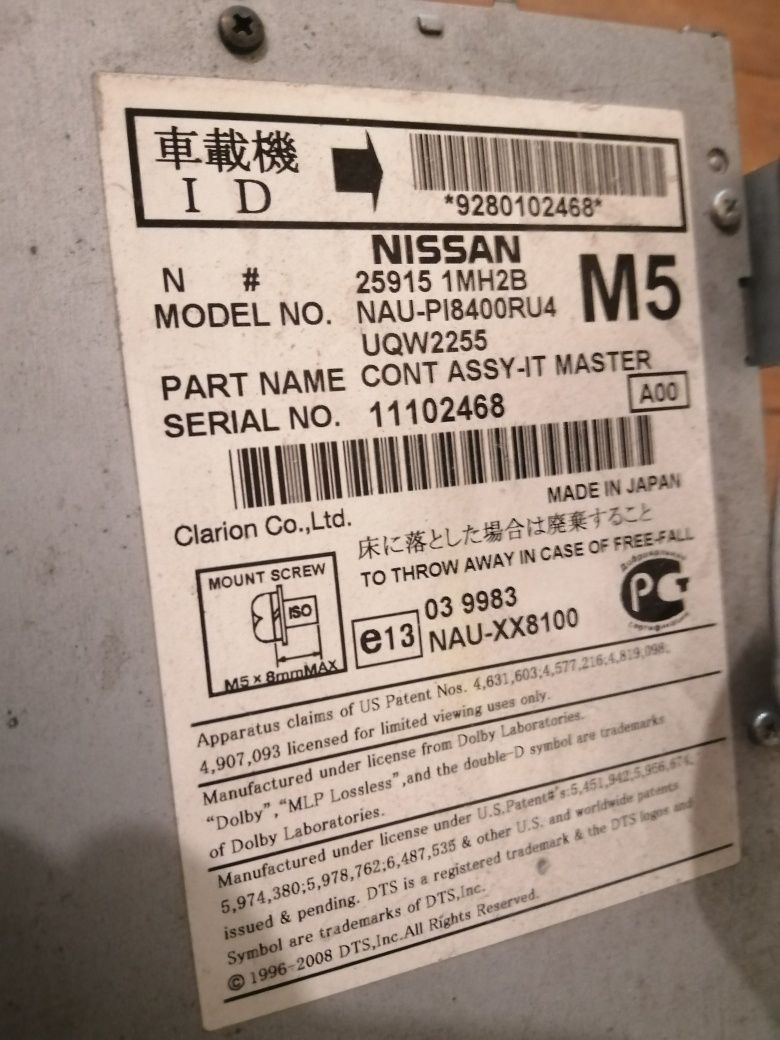 車載機
ID
*9280102468*
NISSAN
N # 25915 1MH2B
M5
MODEL NO. NAU-PI8400RU4
UQW2255
PART NAME CONT ASSY-IT MASTER
SERIAL NO. 11102468
A00
MADE IN JAPAN
Clarion Co.,Ltd.
床に落とした場合は廃棄すること
TO THROW AWAY IN CASE OF FREE-FALL
MOUNT SCREW
ISO
M5×8mmMAX
e13
03 9983
NAU-XX8100
РСТ
Apparatus claims of US Patent Nos. 4,631,603;4,577,216;4,819,098;
4,907,093 licensed for limited viewing uses only.
Manufactured under license from Dolby Laboratories.
“Dolby”,“MLP Lossless”,and the double-D symbol are trademarks
of Dolby Laboratories.
Manufactured under license under U.S.Patent#'s:5,451,942;5,956,674;
5,974,380;5,978,762;6,487,535 & other U.S. and worldwide patents
issued & pending. DTS is a registered trademark & the DTS logos and
Symbol are trademarks of DTS,Inc.
© 1996-2008 DTS,Inc.All Rights Reserved.